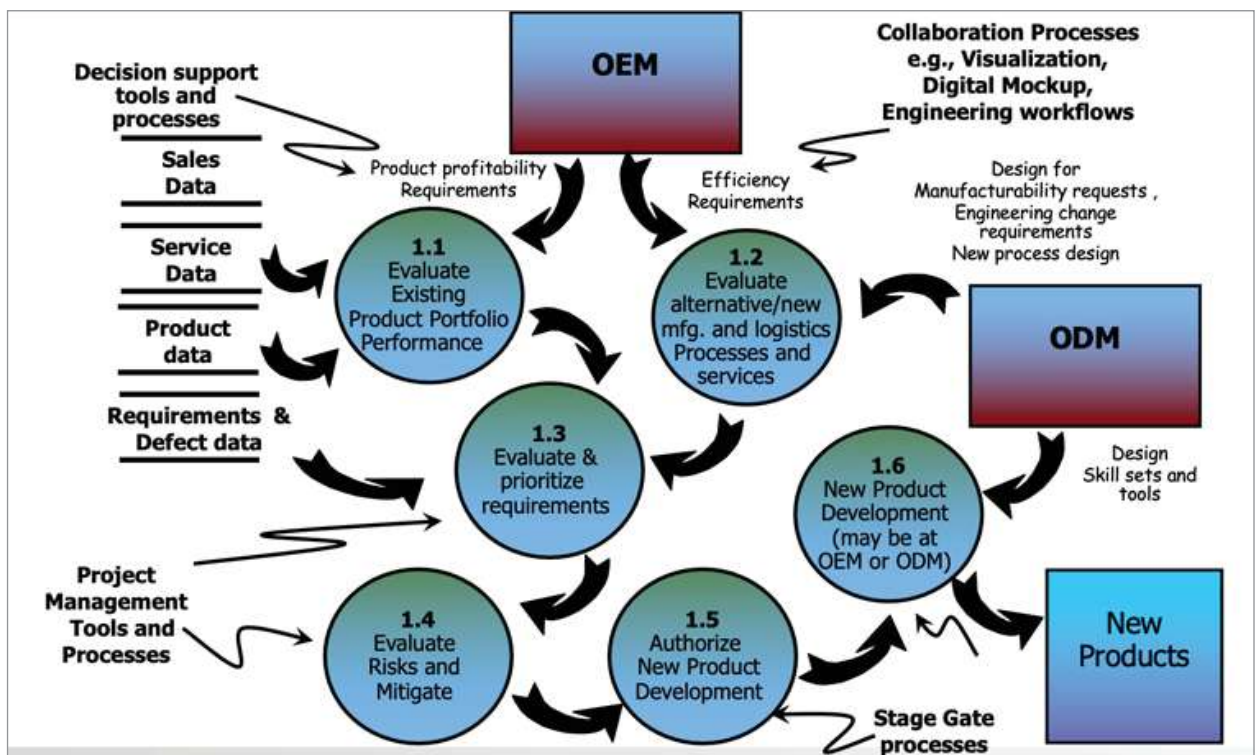 OEM
Collaboration Processes
e.g., Visualization,
Digital Mockup,
Engineering workflows
Decision support
tools and
processes
Sales
Data
Service
Data
Product
data
Requirements &
Defect data
Product profitability
Requirements
Efficiency
Requirements
Design for
Manufacturability requests ,
Engineering change
requirements
New process design
1.1
Evaluate
Existing
Product Portfolio
Performance
1.2
Evaluate
alternative/new
mfg. and logistics
Processes and
services
ODM
1.3
Evaluate &
prioritize
requirements
1.6
New Product
Development
(may be at
OEM or ODM)
Design
Skill sets and
tools
Project
Management
Tools and
Processes
1.4
Evaluate
Risks and
Mitigate
1.5
Authorize
New Product
Development
New
Products
Stage Gate
processes